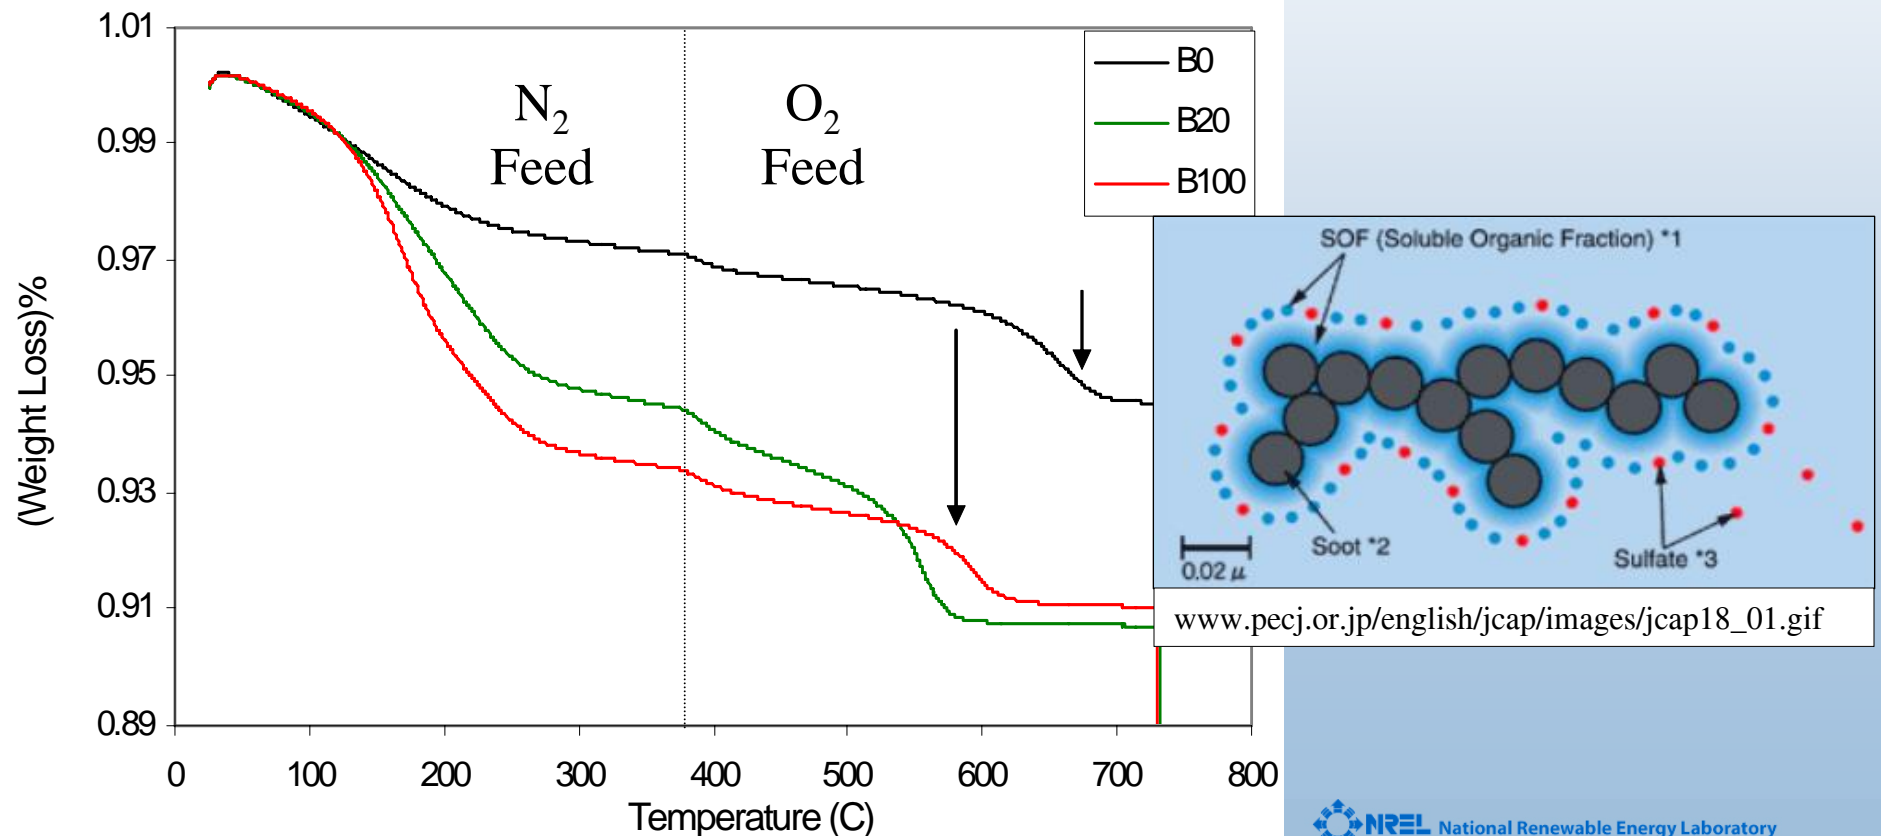 1.01
0.99
0.97
0.95
0.93
0.91
0.89
(Weight Loss)%
N₂
Feed
O₂
Feed
B0
B20
B100
0 100 200 300 400 500 600 700 800
Temperature (C)
SOF (Soluble Organic Fraction) *1
Soot *2
Sulfate *3
0.02 μ
www.pecj.or.jp/english/jcap/images/jcap18_01.gif
NREL National Renewable Energy Laboratory